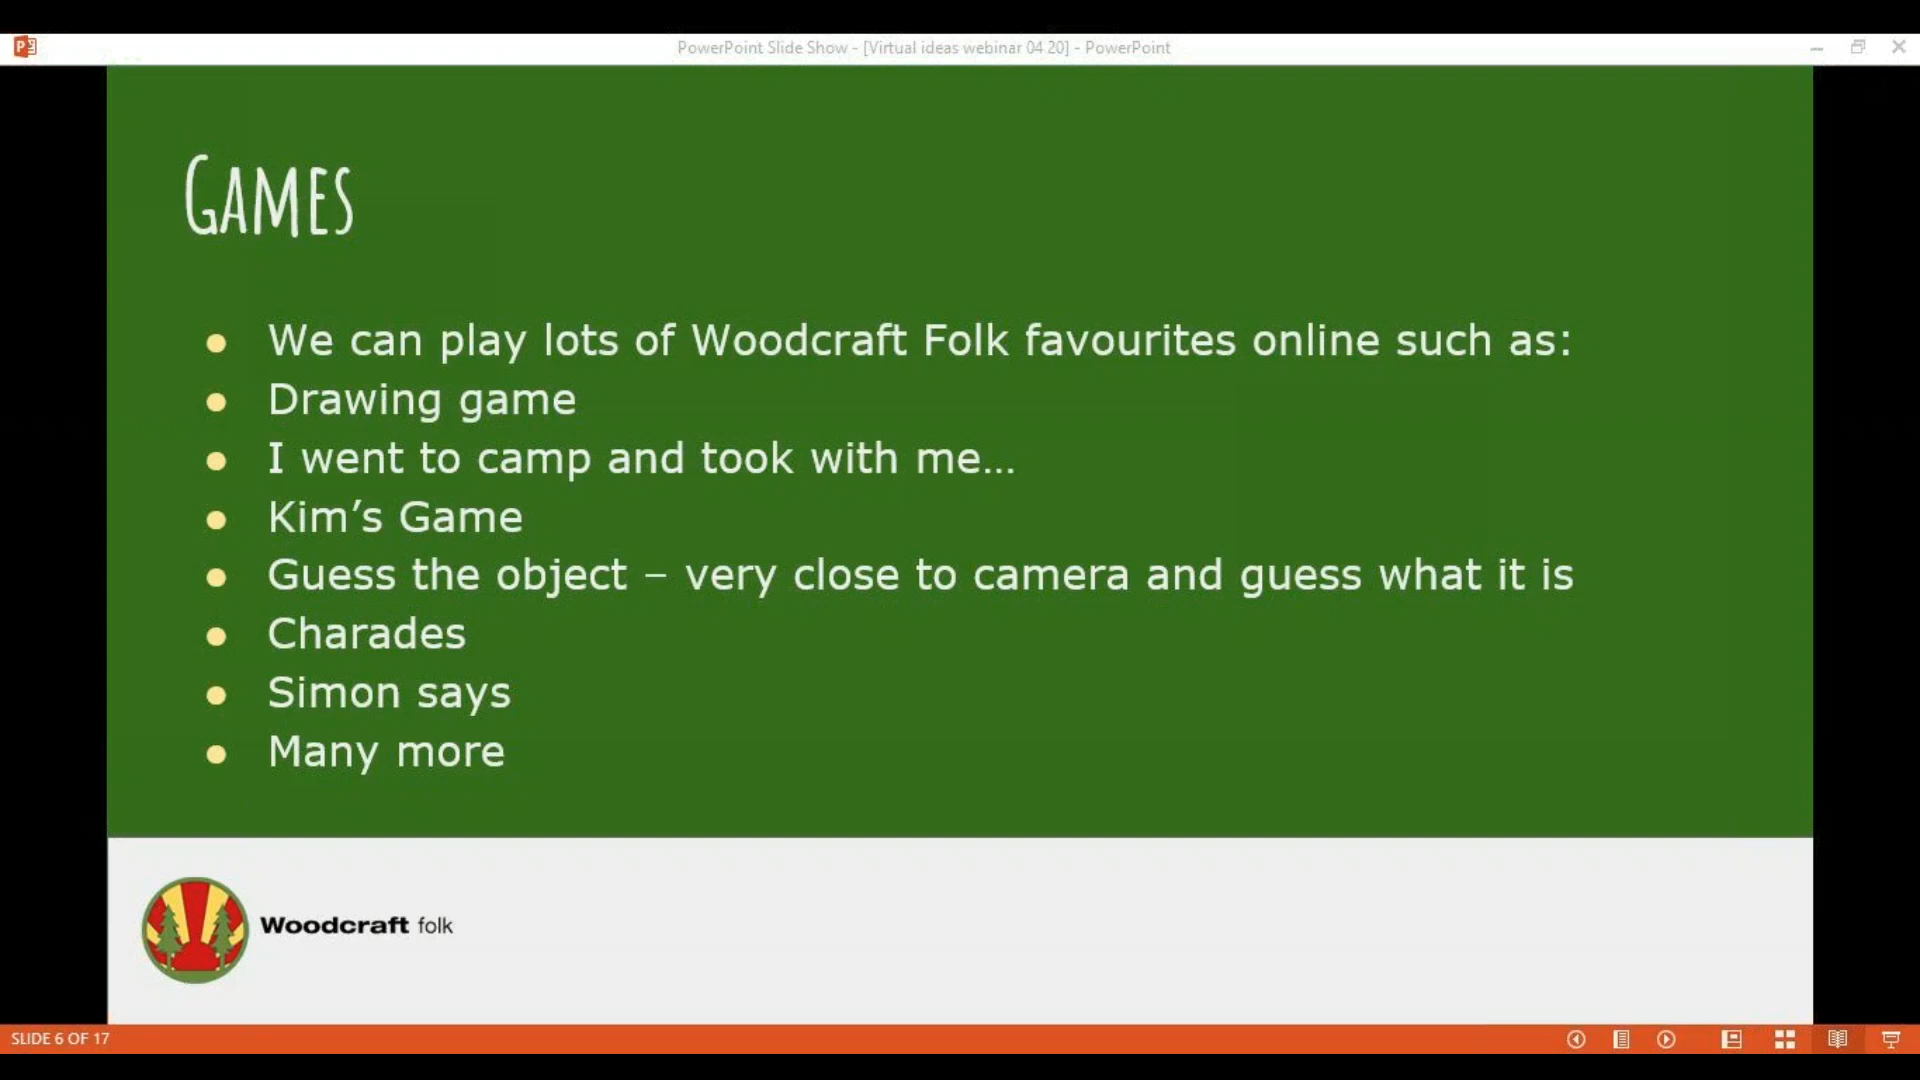 PowerPoint Slide Show - [Virtual ideas webinar 04 20] - PowerPoint
GAMES
We can play lots of Woodcraft Folk favourites online such as:
Drawing game
I went to camp and took with me...
Kim’s Game
Guess the object – very close to camera and guess what it is
Charades
Simon says
Many more
Woodcraft folk
SLIDE 6 OF 17